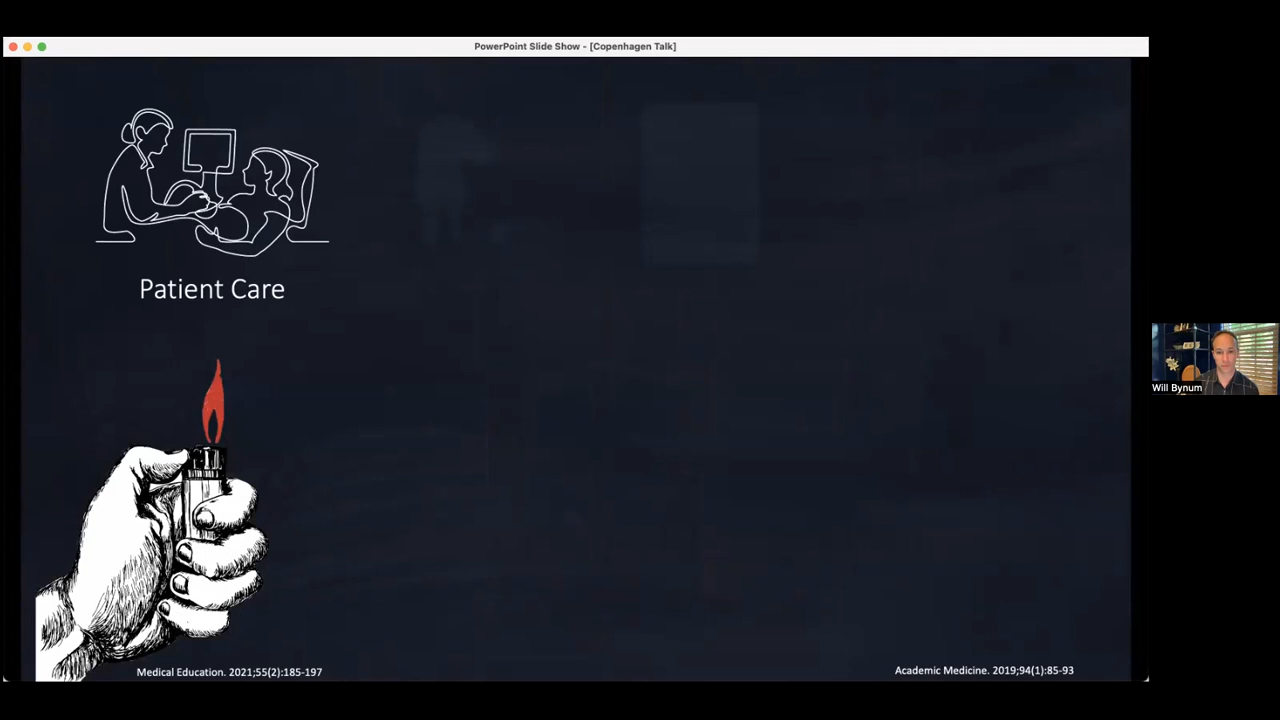 PowerPoint Slide Show - [Copenhagen Talk]
Patient Care
Will Bynum
Medical Education. 2021;55(2):185-197
Academic Medicine. 2019;94(1):85-93